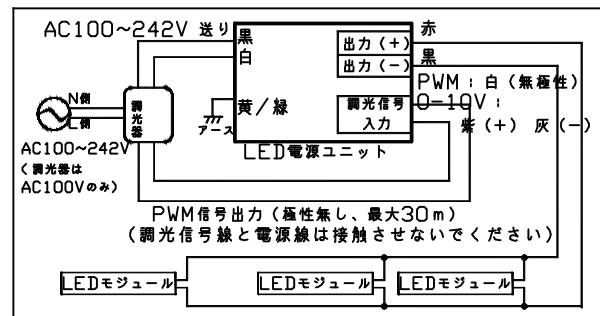 AC100~242V 送り
黒
白
黄/緑
アース
出力(+)
出力(-)
調光信号
入力
LED電源ユニット
赤
黒
PWM:白(無極性)
0-10V:
紫(+) 灰(-)
N側
L側
調光器
AC100~242V
(調光器は
AC100Vのみ)
PWM信号出力(極性無し、最大30m)
(調光信号線と電源線は接触させないでください)
LEDモジュール
LEDモジュール
LEDモジュール